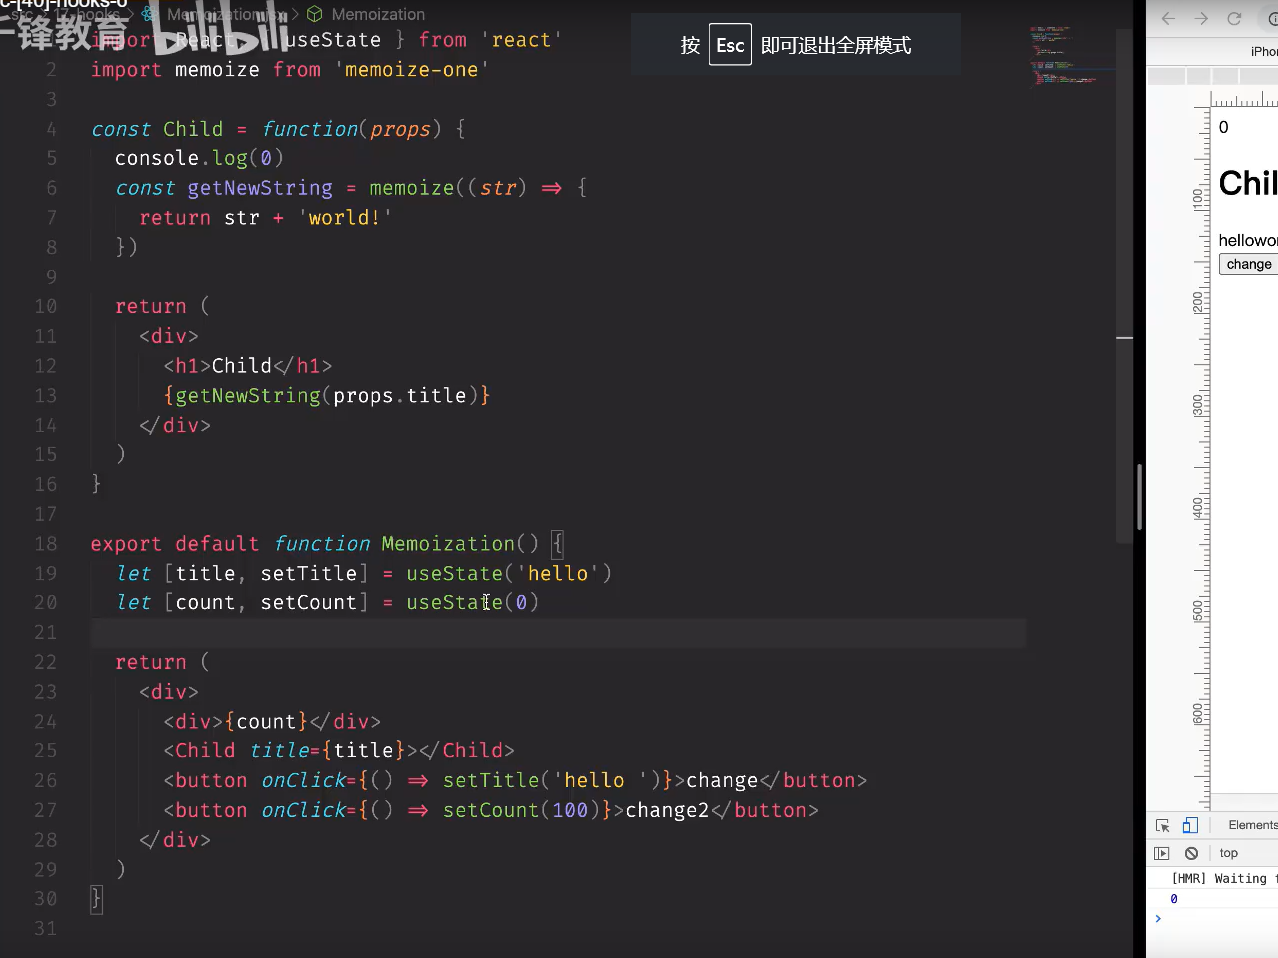 c-[40]-hooks-0
src > 17-hooks > Memoization.jsx > Memoization
千锋教育 bilibili
按 Esc 即可退出全屏模式
import React, useState } from 'react'
2 import memoize from 'memoize-one'
3
4 const Child = function(props) {
5 console.log(0)
6 const getNewString = memoize((str) => {
7 return str + 'world!'
8 })
9
10 return (
11 <div>
12 <h1>Child</h1>
13 {getNewString(props.title)}
14 </div>
15 )
16 }
17
18 export default function Memoization() {
19 let [title, setTitle] = useState('hello')
20 let [count, setCount] = useState(0)
21
22 return (
23 <div>
24 <div>{count}</div>
25 <Child title={title}></Child>
26 <button onClick={() => setTitle('hello ')}>change</button>
27 <button onClick={() => setCount(100)}>change2</button>
28 </div>
29 )
30 }
31
0
100
200
300
400
500
600
change
Elements
top
[HMR] Waiting
0